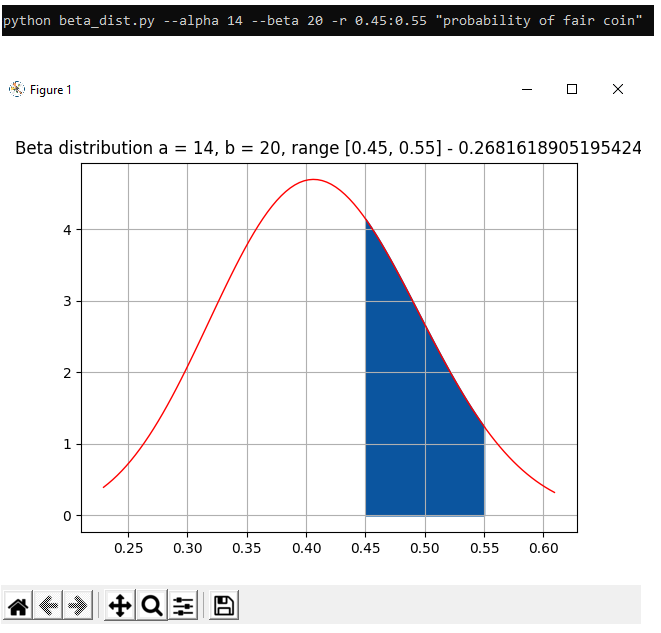 python beta_dist.py --alpha 14 --beta 20 -r 0.45:0.55 "probability of fair coin"
Figure 1
Beta distribution a = 14, b = 20, range [0.45, 0.55] - 0.2681618905195424
4
3
2
1
0
0.25 0.30 0.35 0.40 0.45 0.50 0.55 0.60